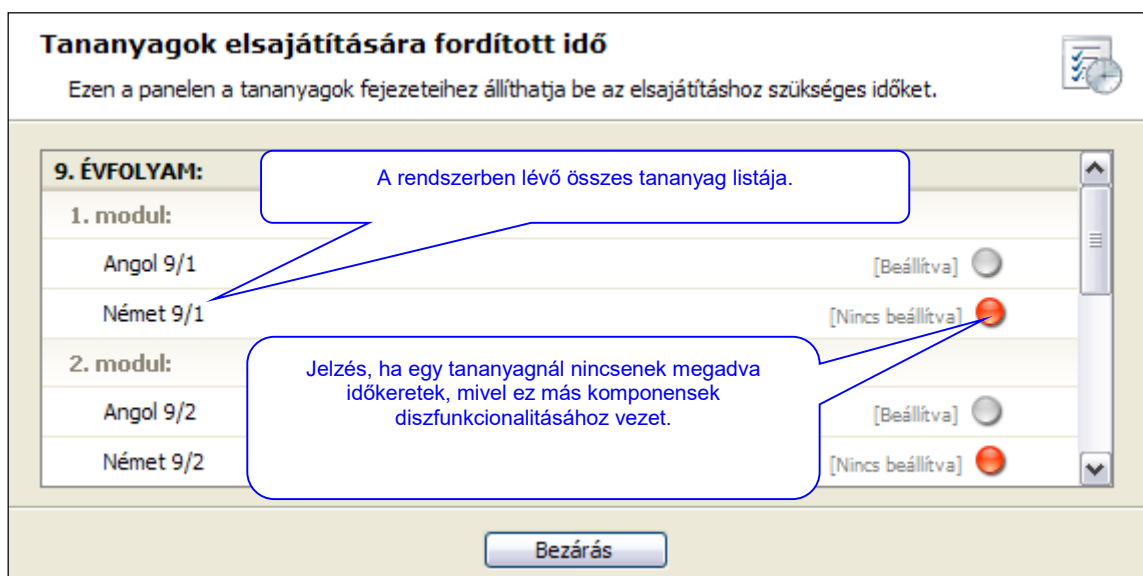 Tananyagok elsajátítására fordított idő
Ezen a panelen a tananyagok fejezeteihez állíthatja be az elsajátításhoz szükséges időket.
9. ÉVFOLYAM:
A rendszerben lévő összes tananyag listája.
1. modul:
Angol 9/1
[Beállítva]
Német 9/1
[Nincs beállítva]
2. modul:
Jelzés, ha egy tananyagnál nincsenek megadva
időkeretek, mivel ez más komponensek
diszfunkcionalitásához vezet.
Angol 9/2
[Beállítva]
Német 9/2
[Nincs beállítva]
Bezárás